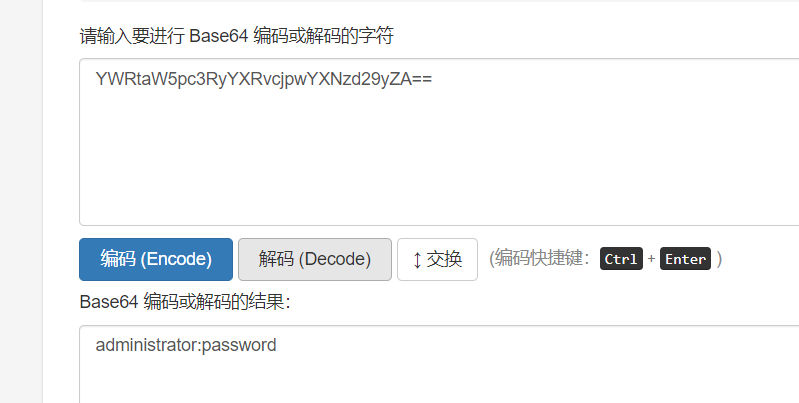 请输入要进行 Base64 编码或解码的字符
YWRtaW5pc3RyYXRvcjpwYXNzd29yZA==
编码 (Encode) 解码 (Decode) ↕ 交换 (编码快捷键：Ctrl + Enter )
Base64 编码或解码的结果：
administrator:password